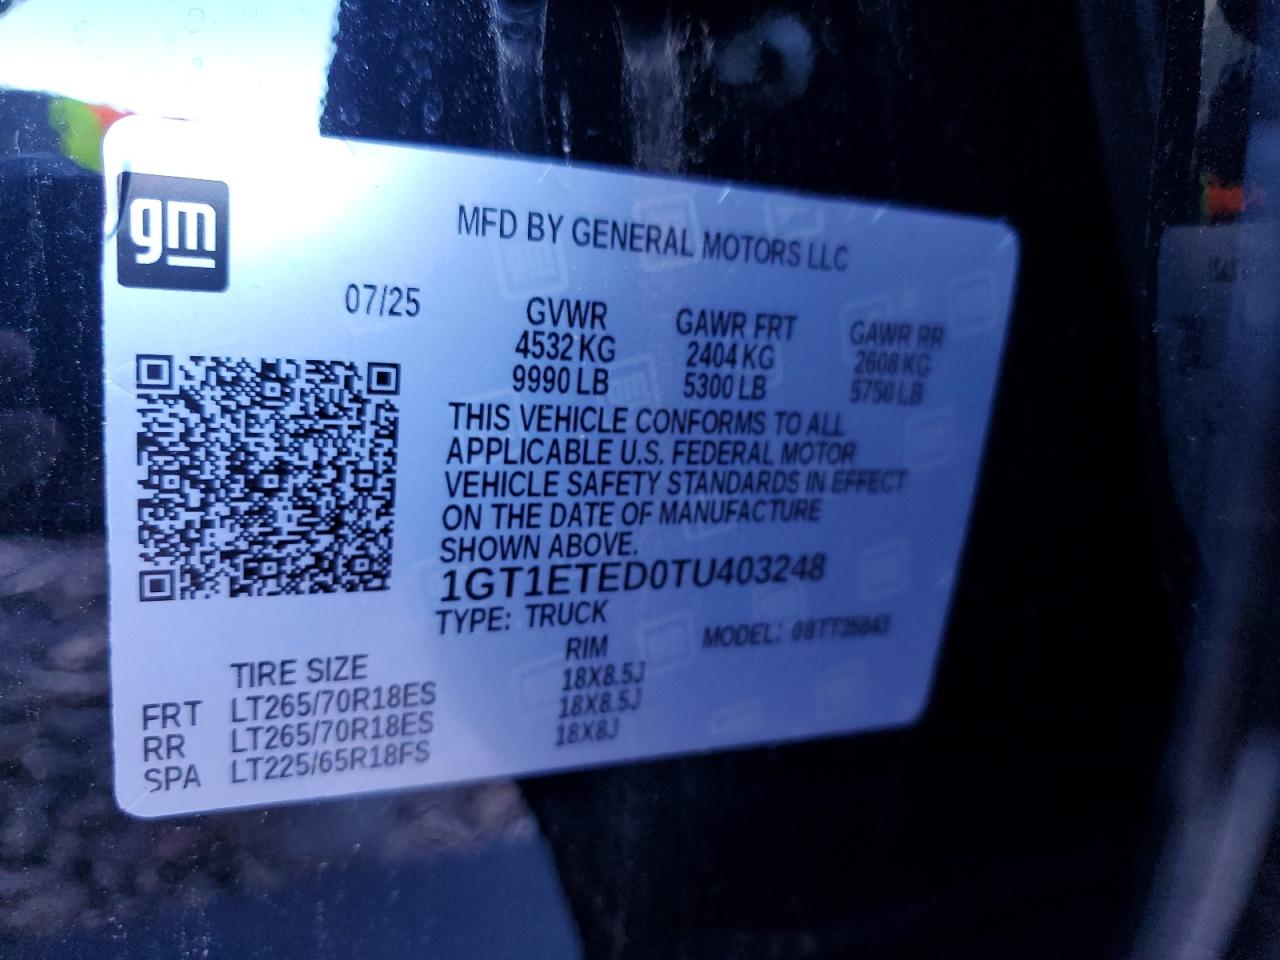 gm
MFD BY GENERAL MOTORS LLC
07/25
GVWR GAWR FRT GAWR RR
4532 KG 2404 KG 2608 KG
9990 LB 5300 LB 5750 LB
THIS VEHICLE CONFORMS TO ALL
APPLICABLE U.S. FEDERAL MOTOR
VEHICLE SAFETY STANDARDS IN EFFECT
ON THE DATE OF MANUFACTURE
SHOWN ABOVE.
1GT1ETED0TU403248
TYPE: TRUCK MODEL:
TIRE SIZE RIM
FRT LT265/70R18ES 18X8.5J
RR LT265/70R18ES 18X8.5J
SPA LT225/65R18FS 18X8J